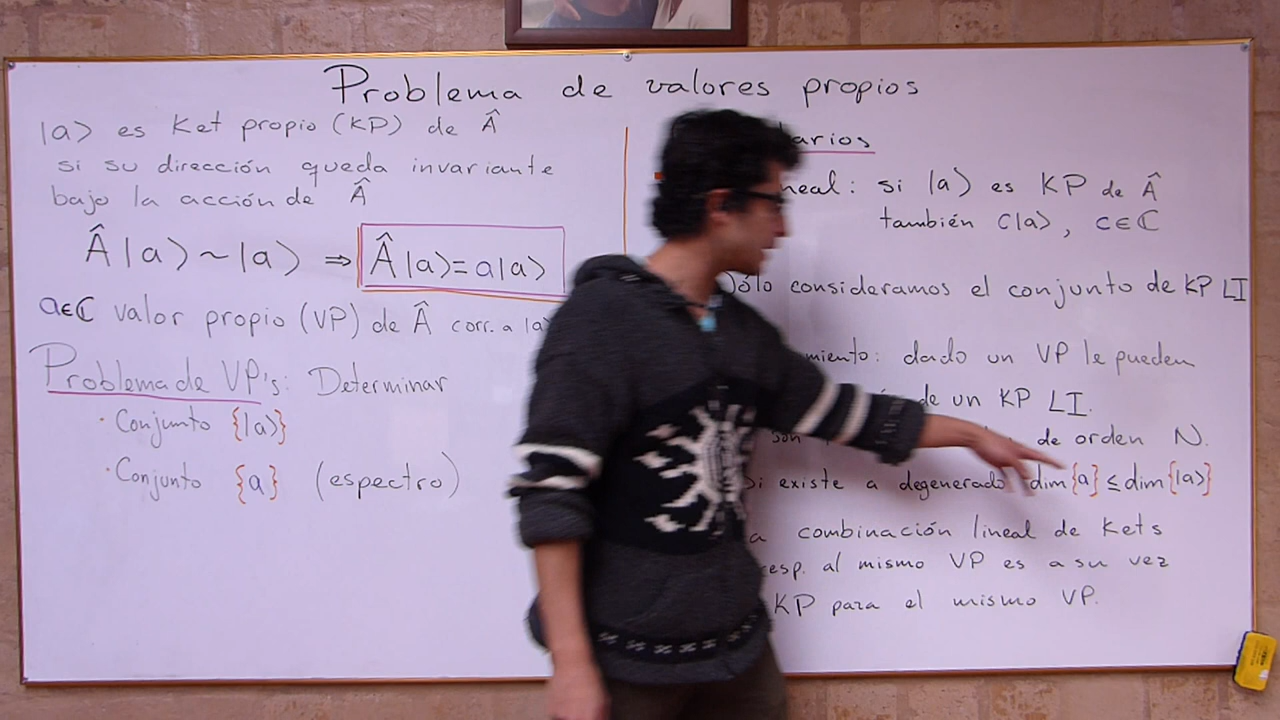 Problema de valores propios
|a> es Ket propio (KP) de Â
si su dirección queda invariante
bajo la acción de Â
Â|a> ~ |a> ⇒ Â|a> = a|a>
a∈ℂ valor propio (VP) de Â corr. a |a>
Problema de VP's: Determinar
· Conjunto {|a>}
· Conjunto {a} (espectro)
arios
neal: si |a> es KP de Â
también c|a>, c∈ℂ
ólo consideramos el conjunto de KP LI
miento: dado un VP le pueden
de un KP LI.
son de orden N.
Si existe a degenerado dim{a} ≤ dim{|a>}
a combinación lineal de Kets
esp. al mismo VP es a su vez
KP para el mismo VP.